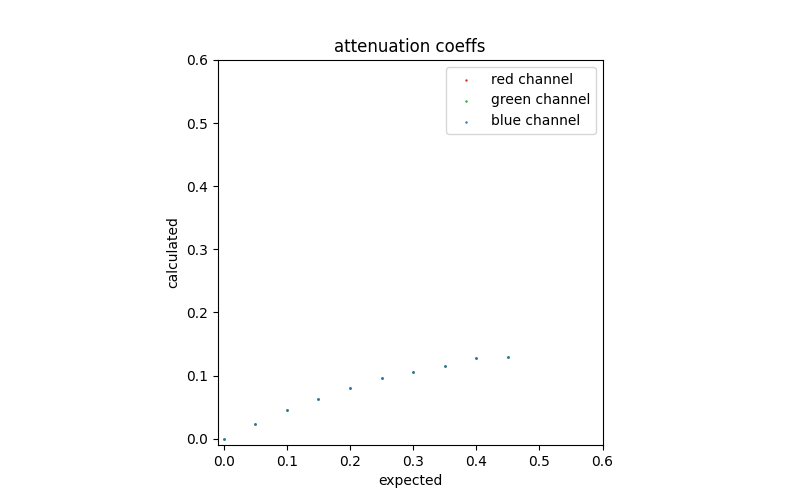 attenuation coeffs
0.6
red channel
green channel
blue channel
0.5
0.4
0.3
calculated
0.2
0.1
0.0
0.0 0.1 0.2 0.3 0.4 0.5 0.6
expected